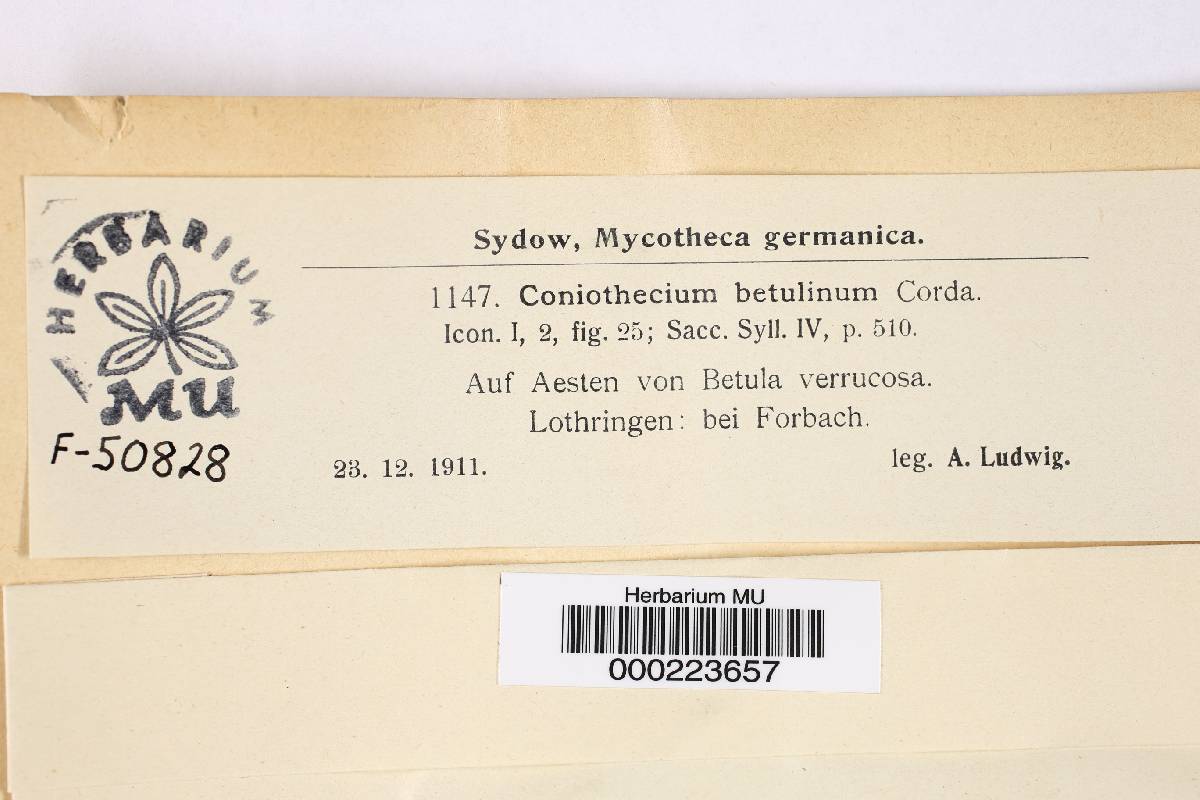 HERBARIUM
MU
F-50828
Sydow, Mycotheca germanica.
1147. Coniothecium betulinum Corda.
Icon. I, 2, fig. 25; Sacc. Syll. IV, p. 510.
Auf Aesten von Betula verrucosa.
Lothringen: bei Forbach.
23. 12. 1911.
leg. A. Ludwig.
Herbarium MU
000223657